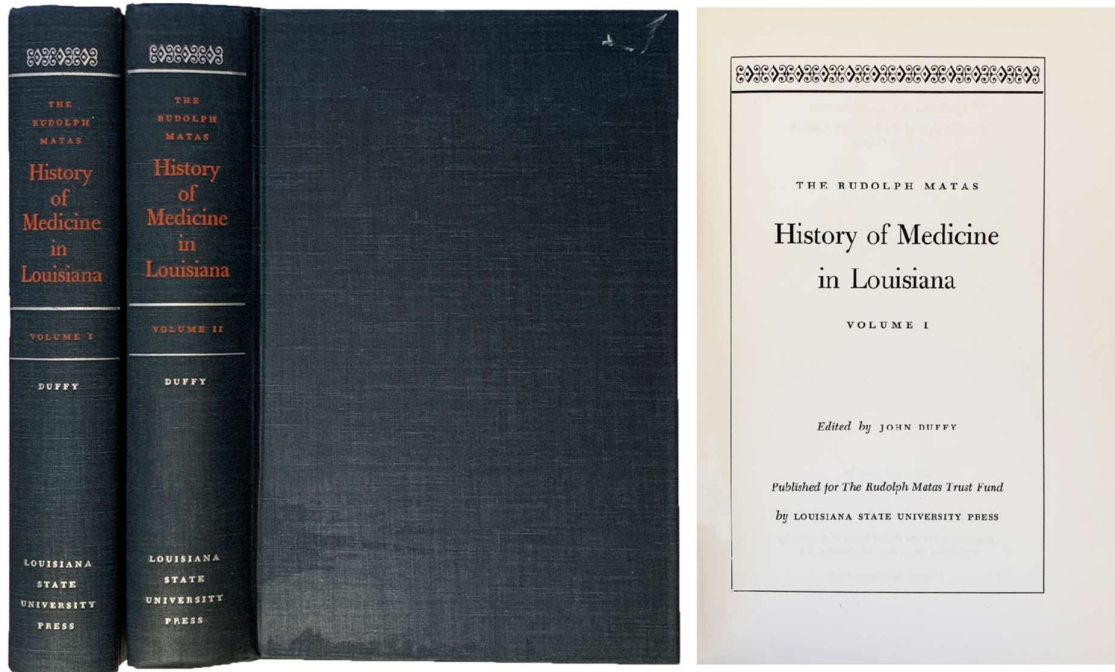 THE
RUDOLPH
MATAS
History
of
Medicine
in
Louisiana
VOLUME I
DUFFY
LOUISIANA
STATE
UNIVERSITY
PRESS
THE
RUDOLPH
MATAS
History
of
Medicine
in
Louisiana
VOLUME II
DUFFY
LOUISIANA
STATE
UNIVERSITY
PRESS
THE RUDOLPH MATAS
History of Medicine
in Louisiana
VOLUME I
Edited by JOHN DUFFY
Published for The Rudolph Matas Trust Fund
by LOUISIANA STATE UNIVERSITY PRESS